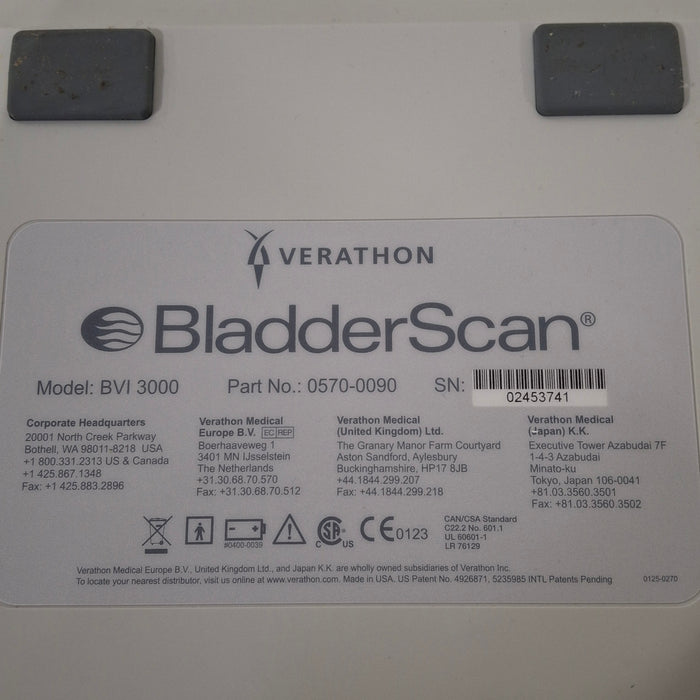 VERATHON
BladderScan®
Model: BVI 3000 Part No.: 0570-0090 SN: 02453741
Corporate Headquarters
20001 North Creek Parkway
Bothell, WA 98011-8218 USA
+1 800.331.2313 US & Canada
+1 425.867.1348
Fax: +1 425.883.2896
Verathon Medical
Europe B.V. EC REP
Boerhaaveweg 1
3401 MN IJsselstein
The Netherlands
+31.30.68.70.570
Fax: +31.30.68.70.512
Verathon Medical
(United Kingdom) Ltd.
The Granary Manor Farm Courtyard
Aston Sandford, Aylesbury
Buckinghamshire, HP17 8JB
+44.1844.299.207
Fax: +44.1844.299.218
Verathon Medical
(Japan) K.K.
Executive Tower Azabudai 7F
1-4-3 Azabudai
Minato-ku
Tokyo, Japan 106-0041
+81.03.3560.3501
Fax: +81.03.3560.3502
#0400-0039
C SA US
CE 0123
CAN/CSA Standard
C22.2 No. 601.1
UL 60601-1
LR 76129
Verathon Medical Europe B.V., United Kingdom Ltd., and Japan K.K. are wholly owned subsidiaries of Verathon Inc.
To locate your nearest distributor, visit us online at www.verathon.com. Made in USA. US Patent No. 4926871, 5235985 INTL Patents Pending
0125-0270